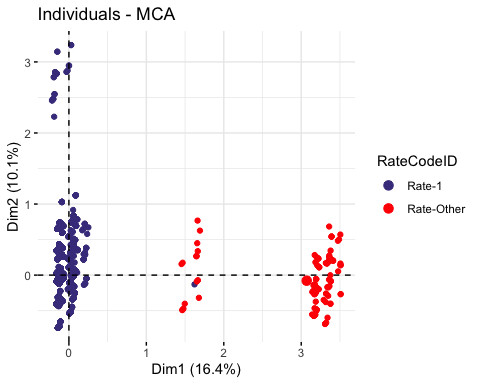 Individuals - MCA
3
2
1
0
Dim2 (10.1%)
0
1
2
3
Dim1 (16.4%)
RateCodeID
Rate-1
Rate-Other